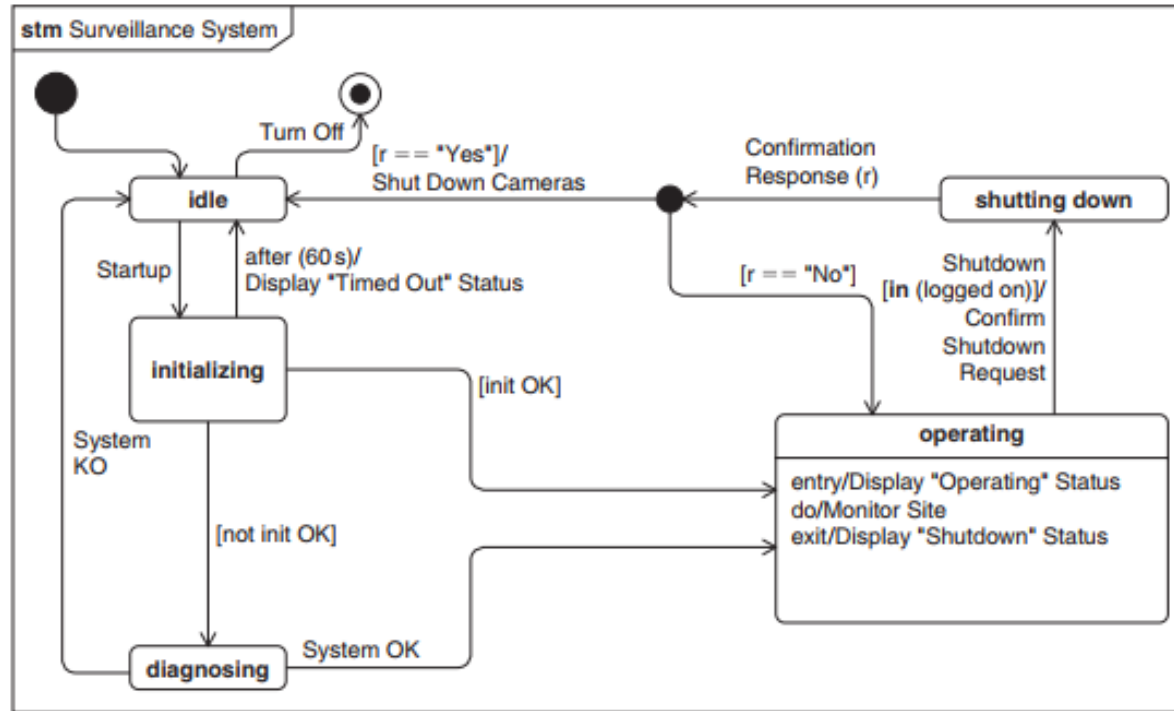 stm Surveillance System
Turn Off
[r == "Yes"]/
Shut Down Cameras
Confirmation
Response (r)
idle
shutting down
Startup
after (60 s)/
Display "Timed Out" Status
[r == "No"]
Shutdown
[in (logged on)]/
Confirm
Shutdown
Request
initializing
[init OK]
operating
System
KO
entry/Display "Operating" Status
do/Monitor Site
exit/Display "Shutdown" Status
[not init OK]
System OK
diagnosing